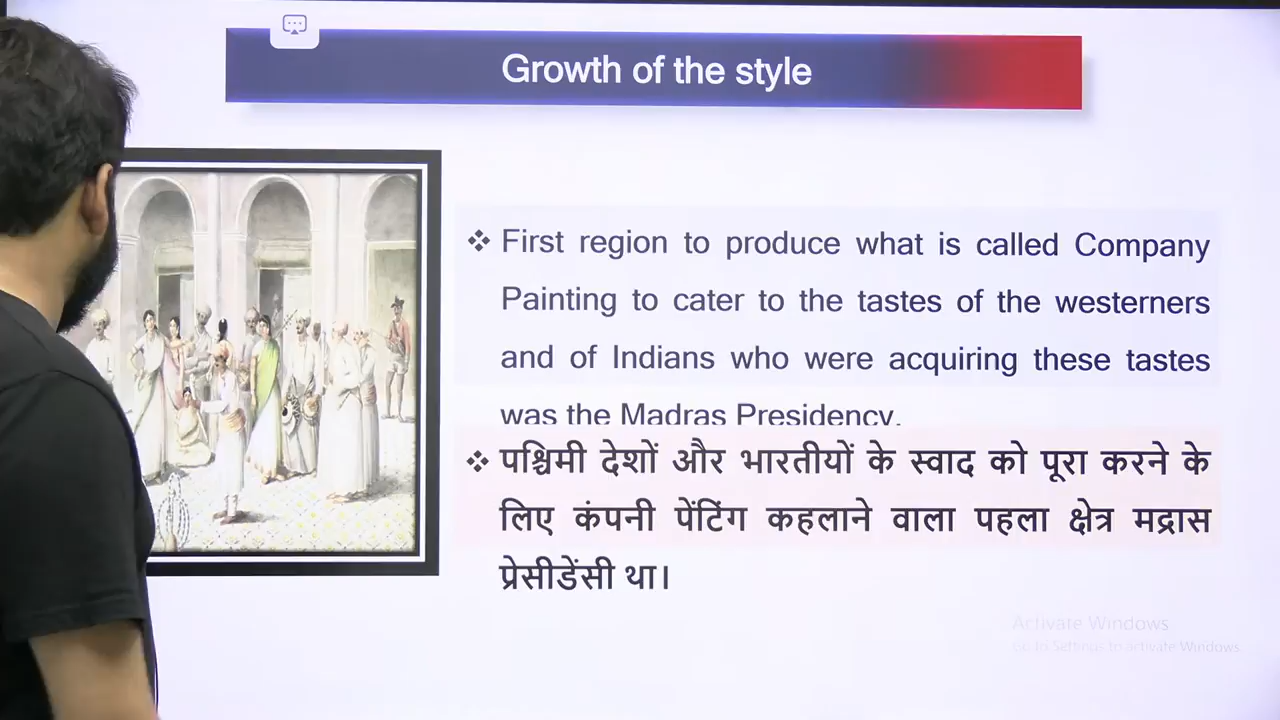 Growth of the style
❖ First region to produce what is called Company
Painting to cater to the tastes of the westerners
and of Indians who were acquiring these tastes
was the Madras Presidency.
❖ पश्चिमी देशों और भारतीयों के स्वाद को पूरा करने के
लिए कंपनी पेंटिंग कहलाने वाला पहला क्षेत्र मद्रास
प्रेसीडेंसी था।
Activate Windows
Go to Settings to activate Windows.